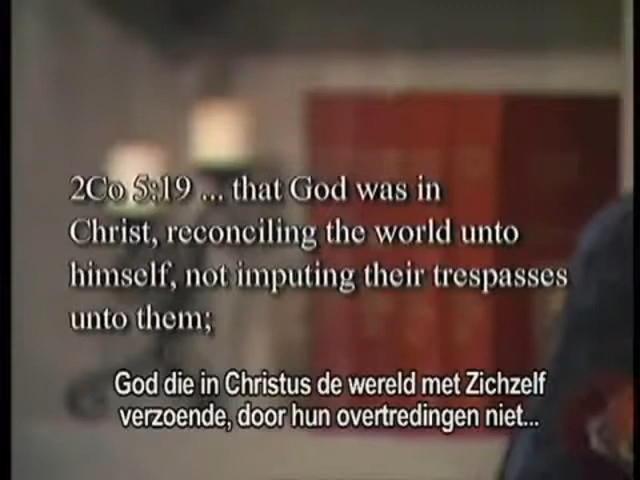 2Co 5:19 ... that God was in
Christ, reconciling the world unto
himself, not imputing their trespasses
unto them;
God die in Christus de wereld met Zichzelf
verzoende, door hun overtredingen niet...